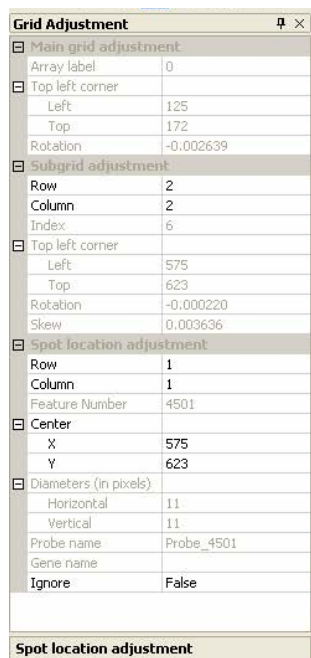 Grid Adjustment
Main grid adjustment
Array label 0
Top left corner
Left 125
Top 172
Rotation -0.002639
Subgrid adjustment
Row 2
Column 2
Index 6
Top left corner
Left 575
Top 623
Rotation -0.000220
Skew 0.003636
Spot location adjustment
Row 1
Column 1
Feature Number 4501
Center
X 575
Y 623
Diameters (in pixels)
Horizontal 11
Vertical 11
Probe name Probe_4501
Gene name
Ignore False
Spot location adjustment